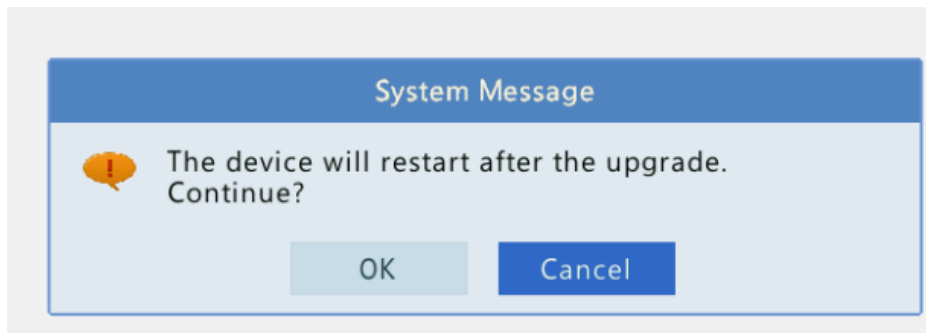 System Message
The device will restart after the upgrade.
Continue?
OK
Cancel